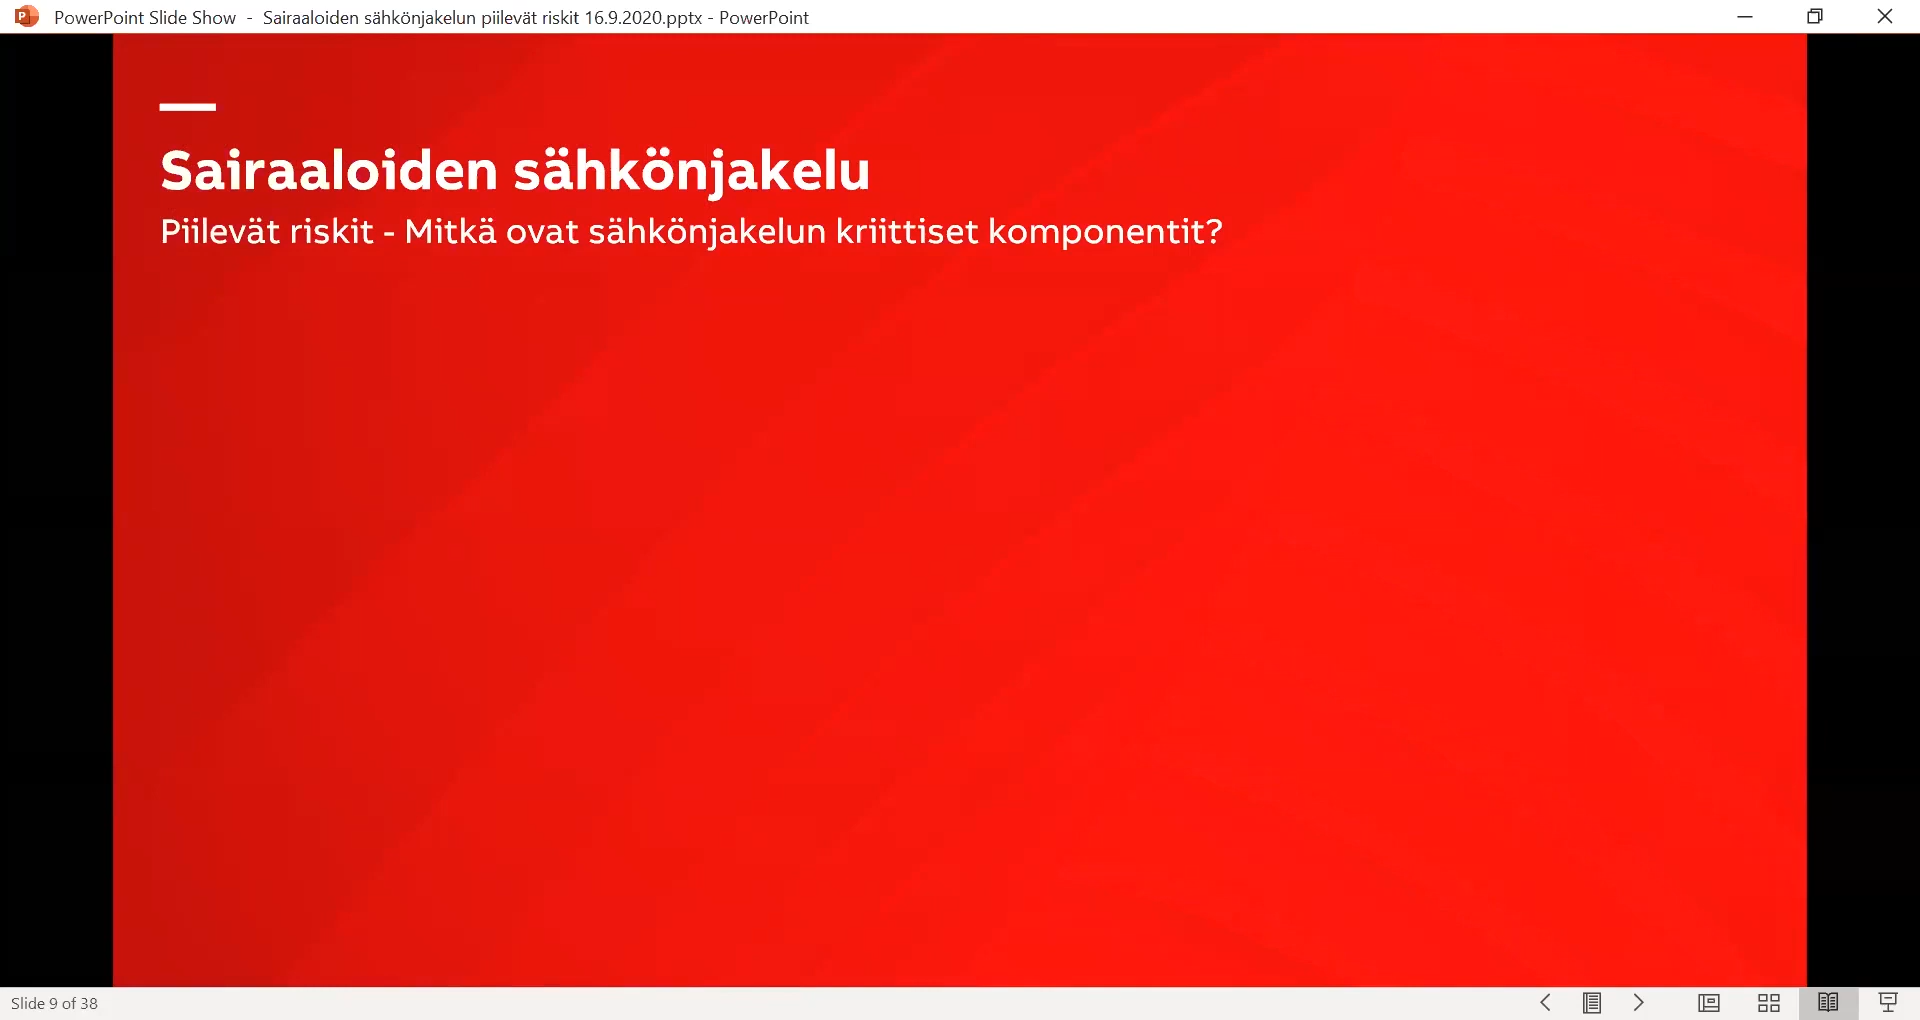 PowerPoint Slide Show - Sairaaloiden sähkönjakelun piilevät riskit 16.9.2020.pptx - PowerPoint
Sairaaloiden sähkönjakelu
Piilevät riskit - Mitkä ovat sähkönjakelun kriittiset komponentit?
Slide 9 of 38